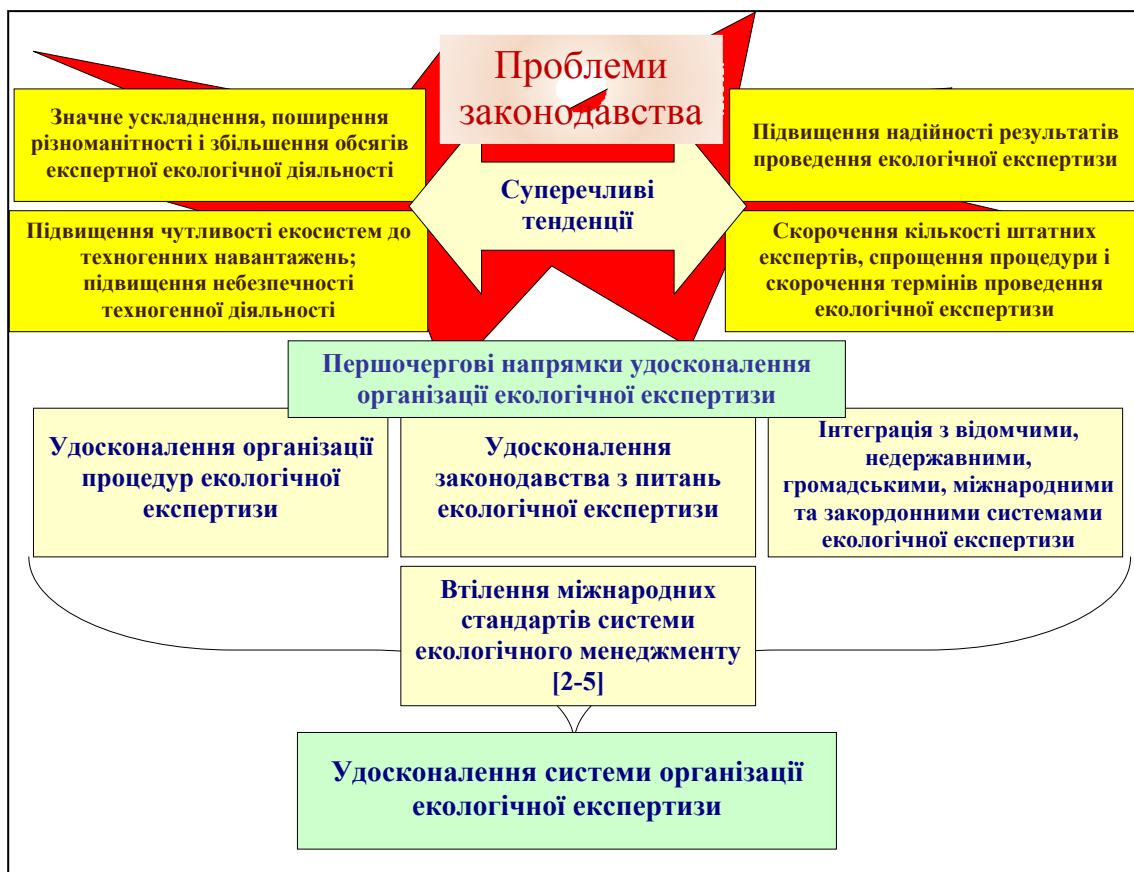 Проблеми
законодавства
Значне ускладнення, поширення
різноманітності і збільшення обсягів
експертної екологічної діяльності
Підвищення надійності результатів
проведення екологічної експертизи
Суперечливі
тенденції
Підвищення чутливості екосистем до
техногенних навантажень;
підвищення небезпечності
техногенної діяльності
Скорочення кількості штатних
експертів, спрощення процедури і
скорочення термінів проведення
екологічної експертизи
Першочергові напрямки удосконалення
організації екологічної експертизи
Удосконалення організації
процедур екологічної
експертизи
Удосконалення
законодавства з питань
екологічної експертизи
Інтеграція з відомчими,
недержавними,
громадськими, міжнародними
та закордонними системами
екологічної експертизи
Втілення міжнародних
стандартів системи
екологічного менеджменту
[2-5]
Удосконалення системи організації
екологічної експертизи